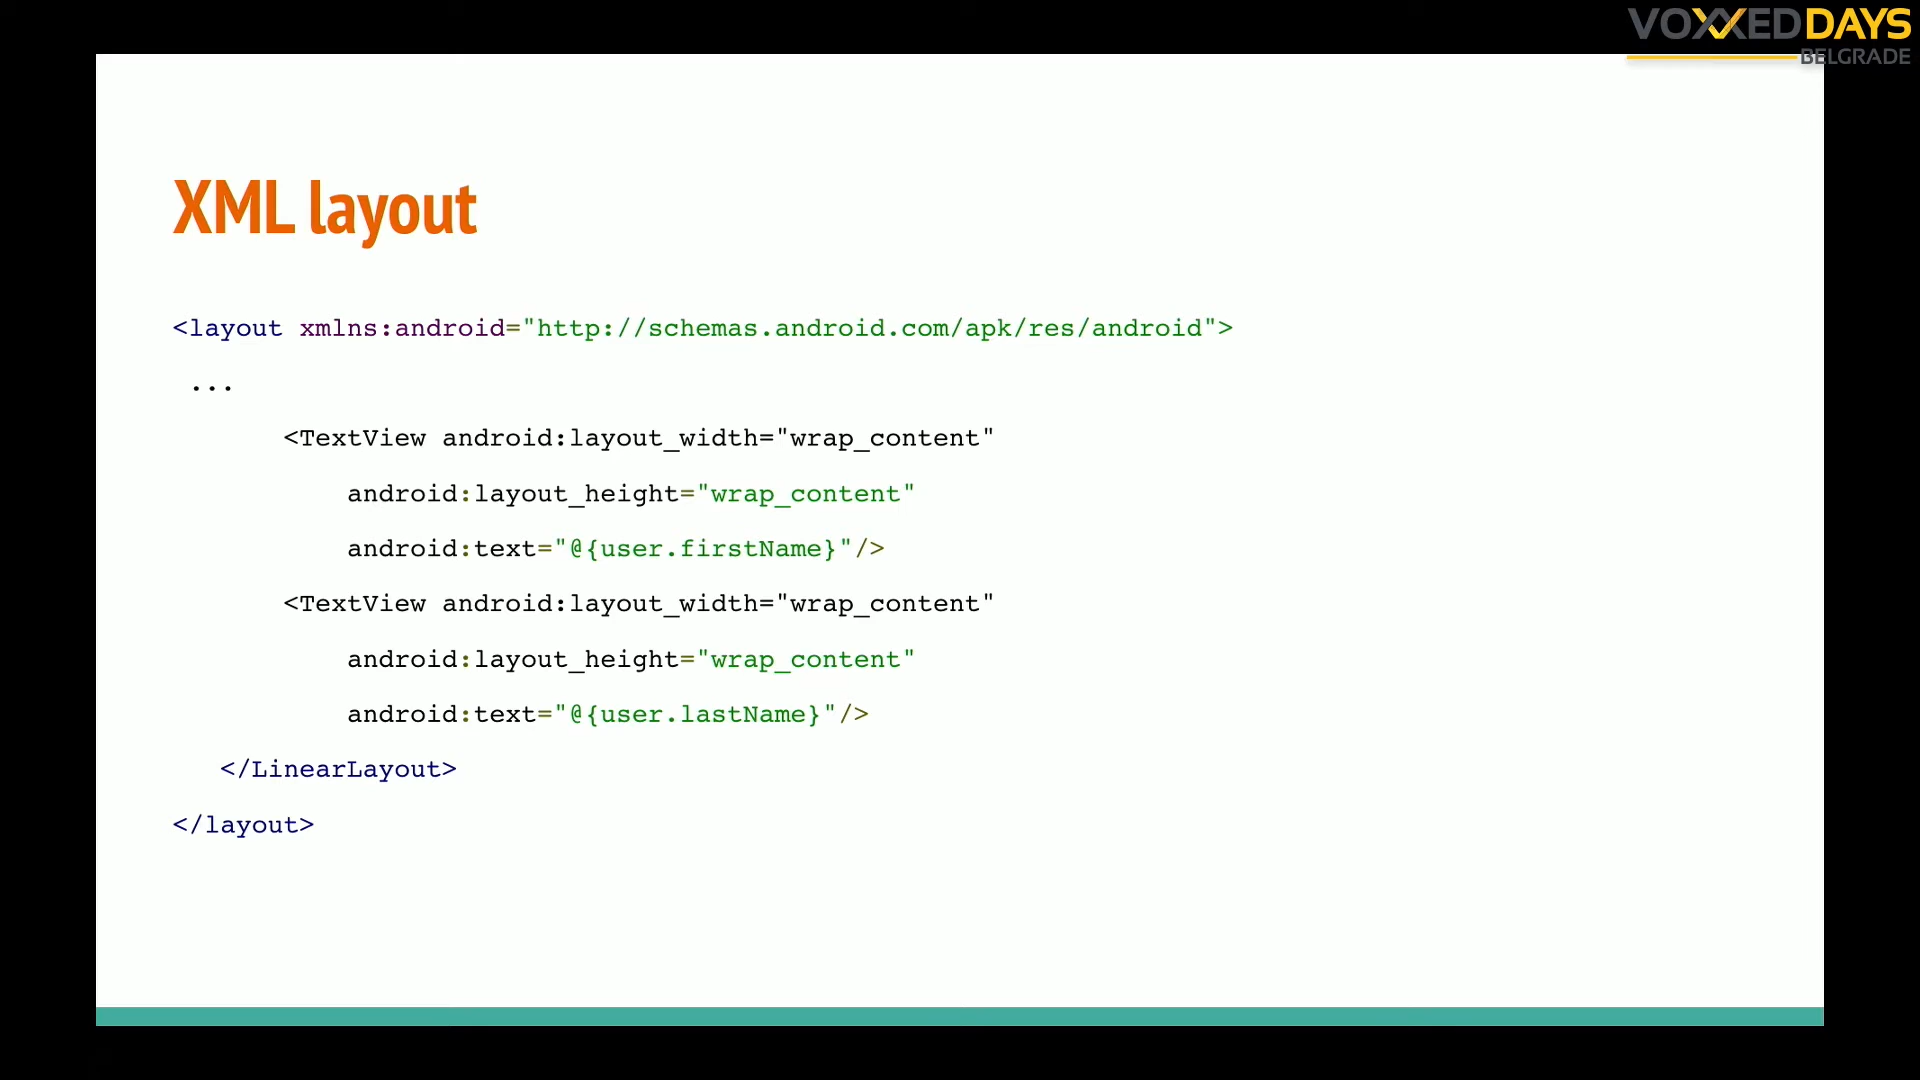 VOXXEDDAYS
BELGRADE
XML layout
<layout xmlns:android="http://schemas.android.com/apk/res/android">
...
<TextView android:layout_width="wrap_content"
android:layout_height="wrap_content"
android:text="@{user.firstName}"/>
<TextView android:layout_width="wrap_content"
android:layout_height="wrap_content"
android:text="@{user.lastName}"/>
</LinearLayout>
</layout>